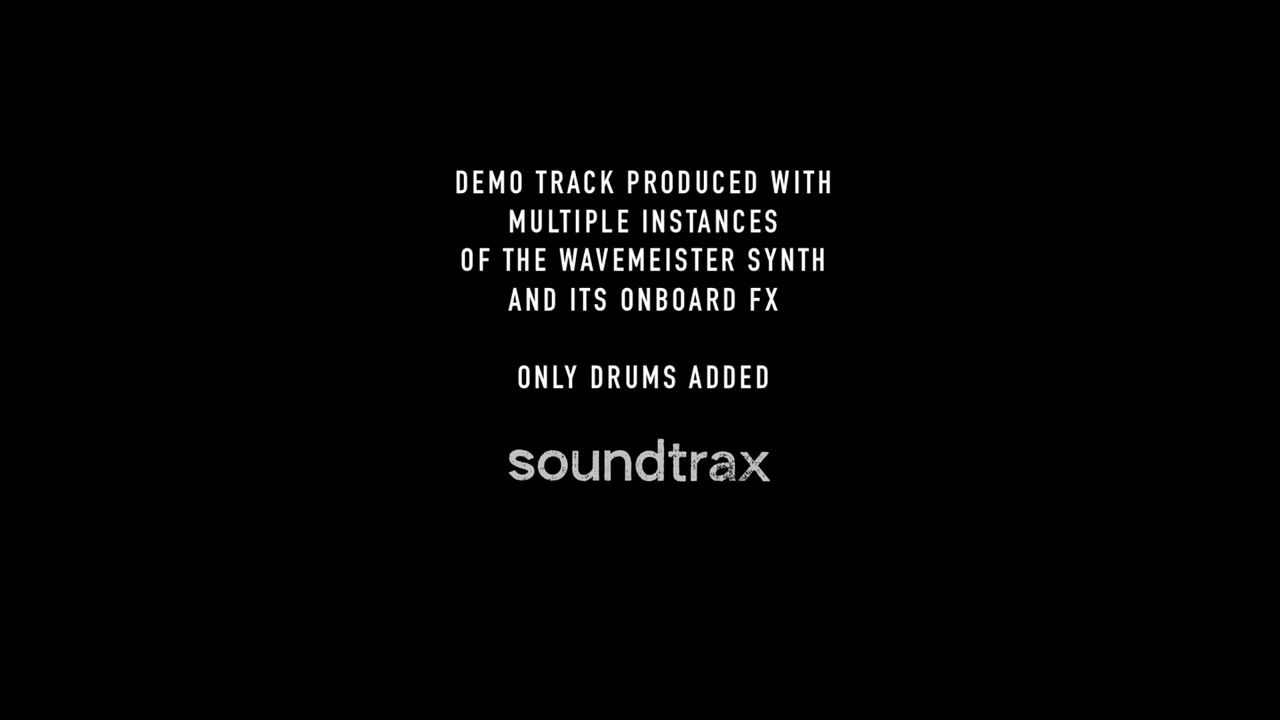 DEMO TRACK PRODUCED WITH
MULTIPLE INSTANCES
OF THE WAVEMEISTER SYNTH
AND ITS ONBOARD FX
ONLY DRUMS ADDED
soundtrax